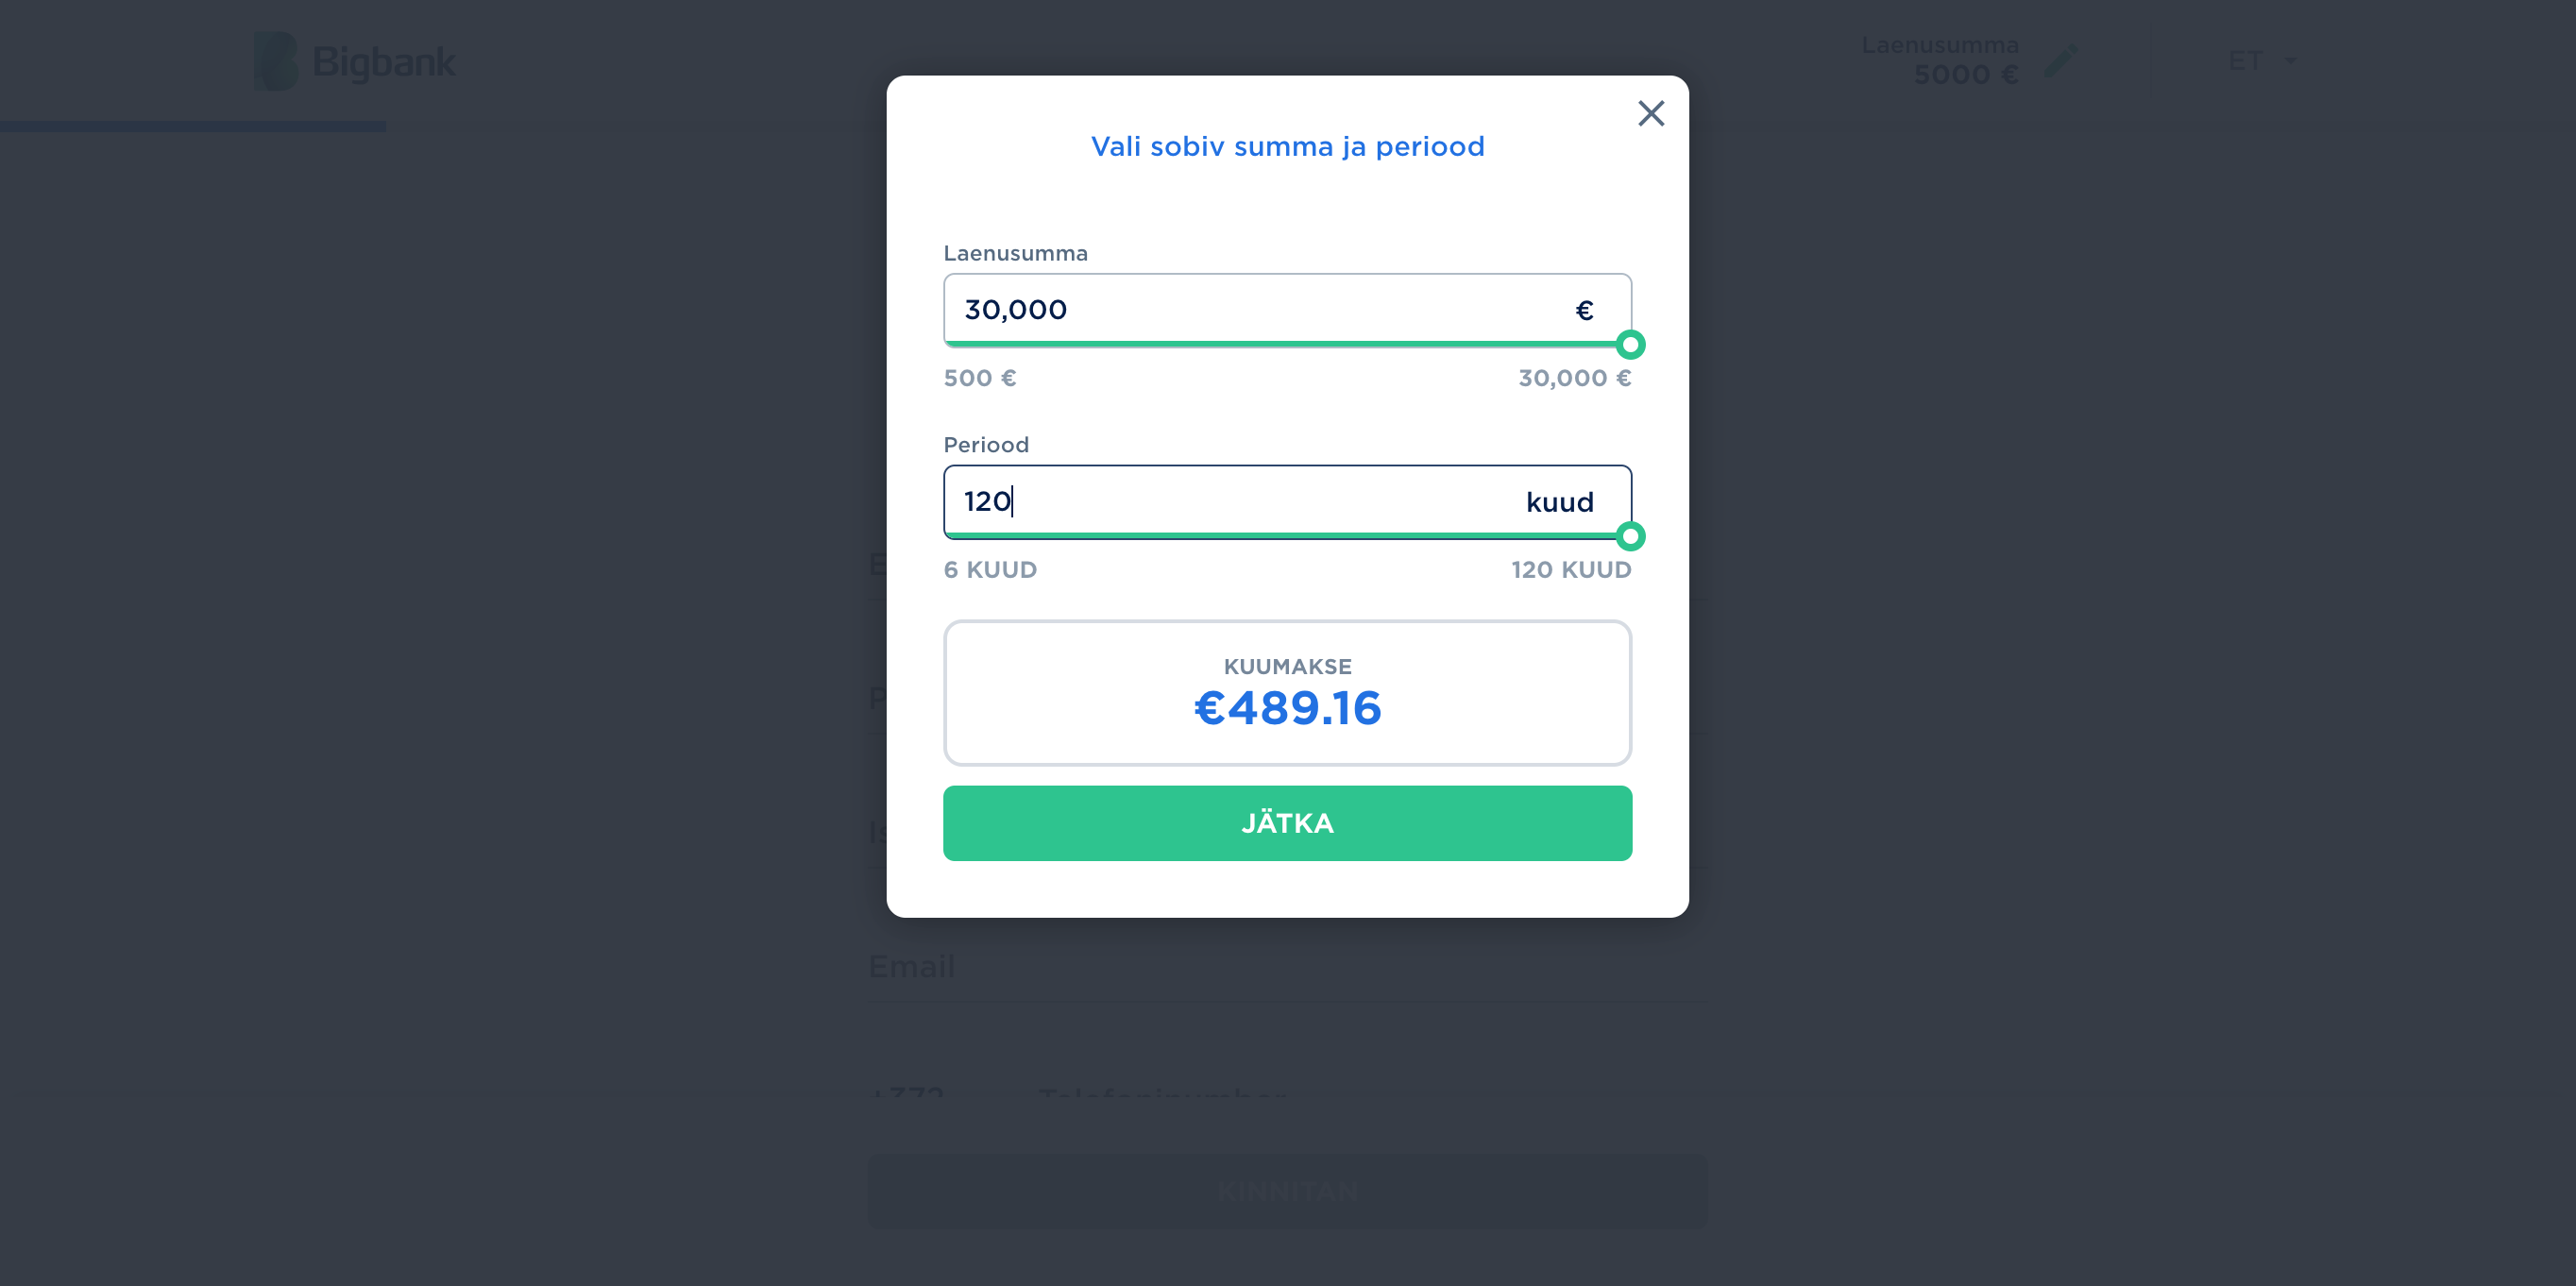 Bigbank
Laenusumma
5000 €
ET
Vali sobiv summa ja periood
Laenusumma
30,000 €
500 € 30,000 €
Periood
120 kuud
6 KUUD 120 KUUD
KUUMAKSE
€489.16
JÄTKA
Email
+372 Telefoninumber
KINNITAN